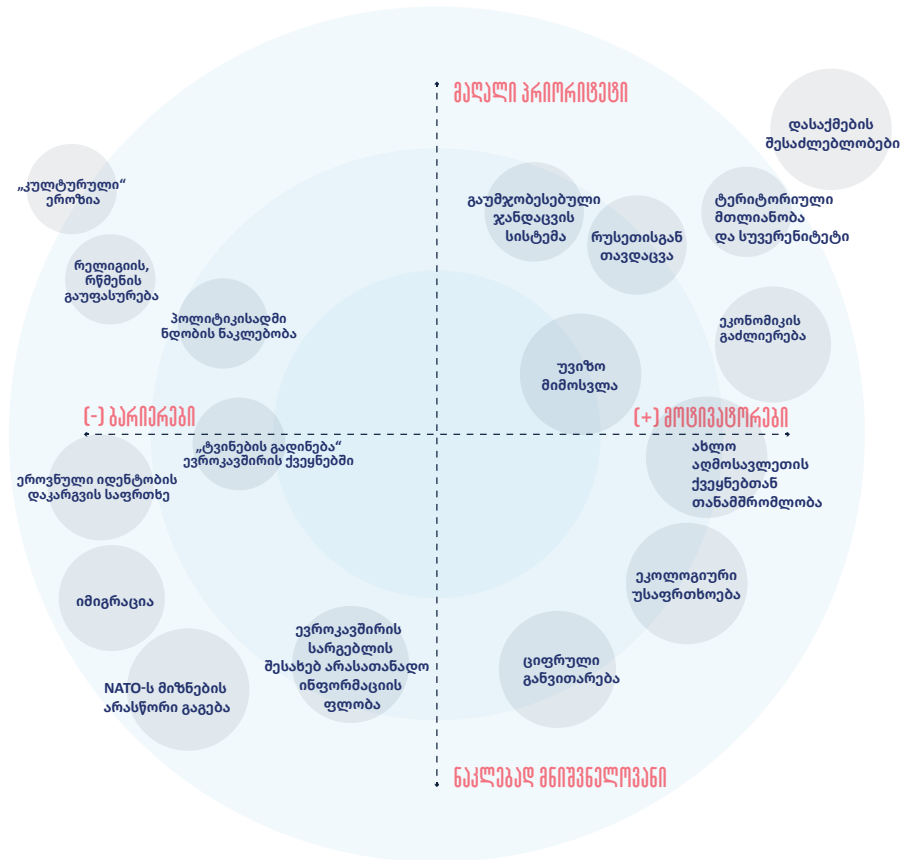 მაღალი პრიორიტეტი
დასაქმების
შესაძლებლობები
„კულტურული“
ეროზია
გაუმჯობესებული
ჯანდაცვის
სისტემა
რუსეთისგან
თავდაცვა
ტერიტორიული
მთლიანობა
და სუვერენიტეტი
რელიგიის,
რწმენის
გაუფასურება
პოლიტიკისადმი
ნდობის ნაკლებობა
ეკონომიკის
გაძლიერება
უვიზო
მიმოსვლა
(-) ბარიერები
(+) მოტივატორები
„ტვინების გადინება“
ევროკავშირის ქვეყნებში
ახლო
აღმოსავლეთის
ქვეყნებთან
თანამშრომლობა
ეროვნული იდენტობის
დაკარგვის საფრთხე
იმიგრაცია
ეკოლოგიური
უსაფრთხოება
ევროკავშირის
სარგებლის
შესახებ არასათანადო
ინფორმაციის
ფლობა
ციფრული
განვითარება
NATO-ს მიზნების
არასწორი გაგება
ნაკლებად მნიშვნელოვანი